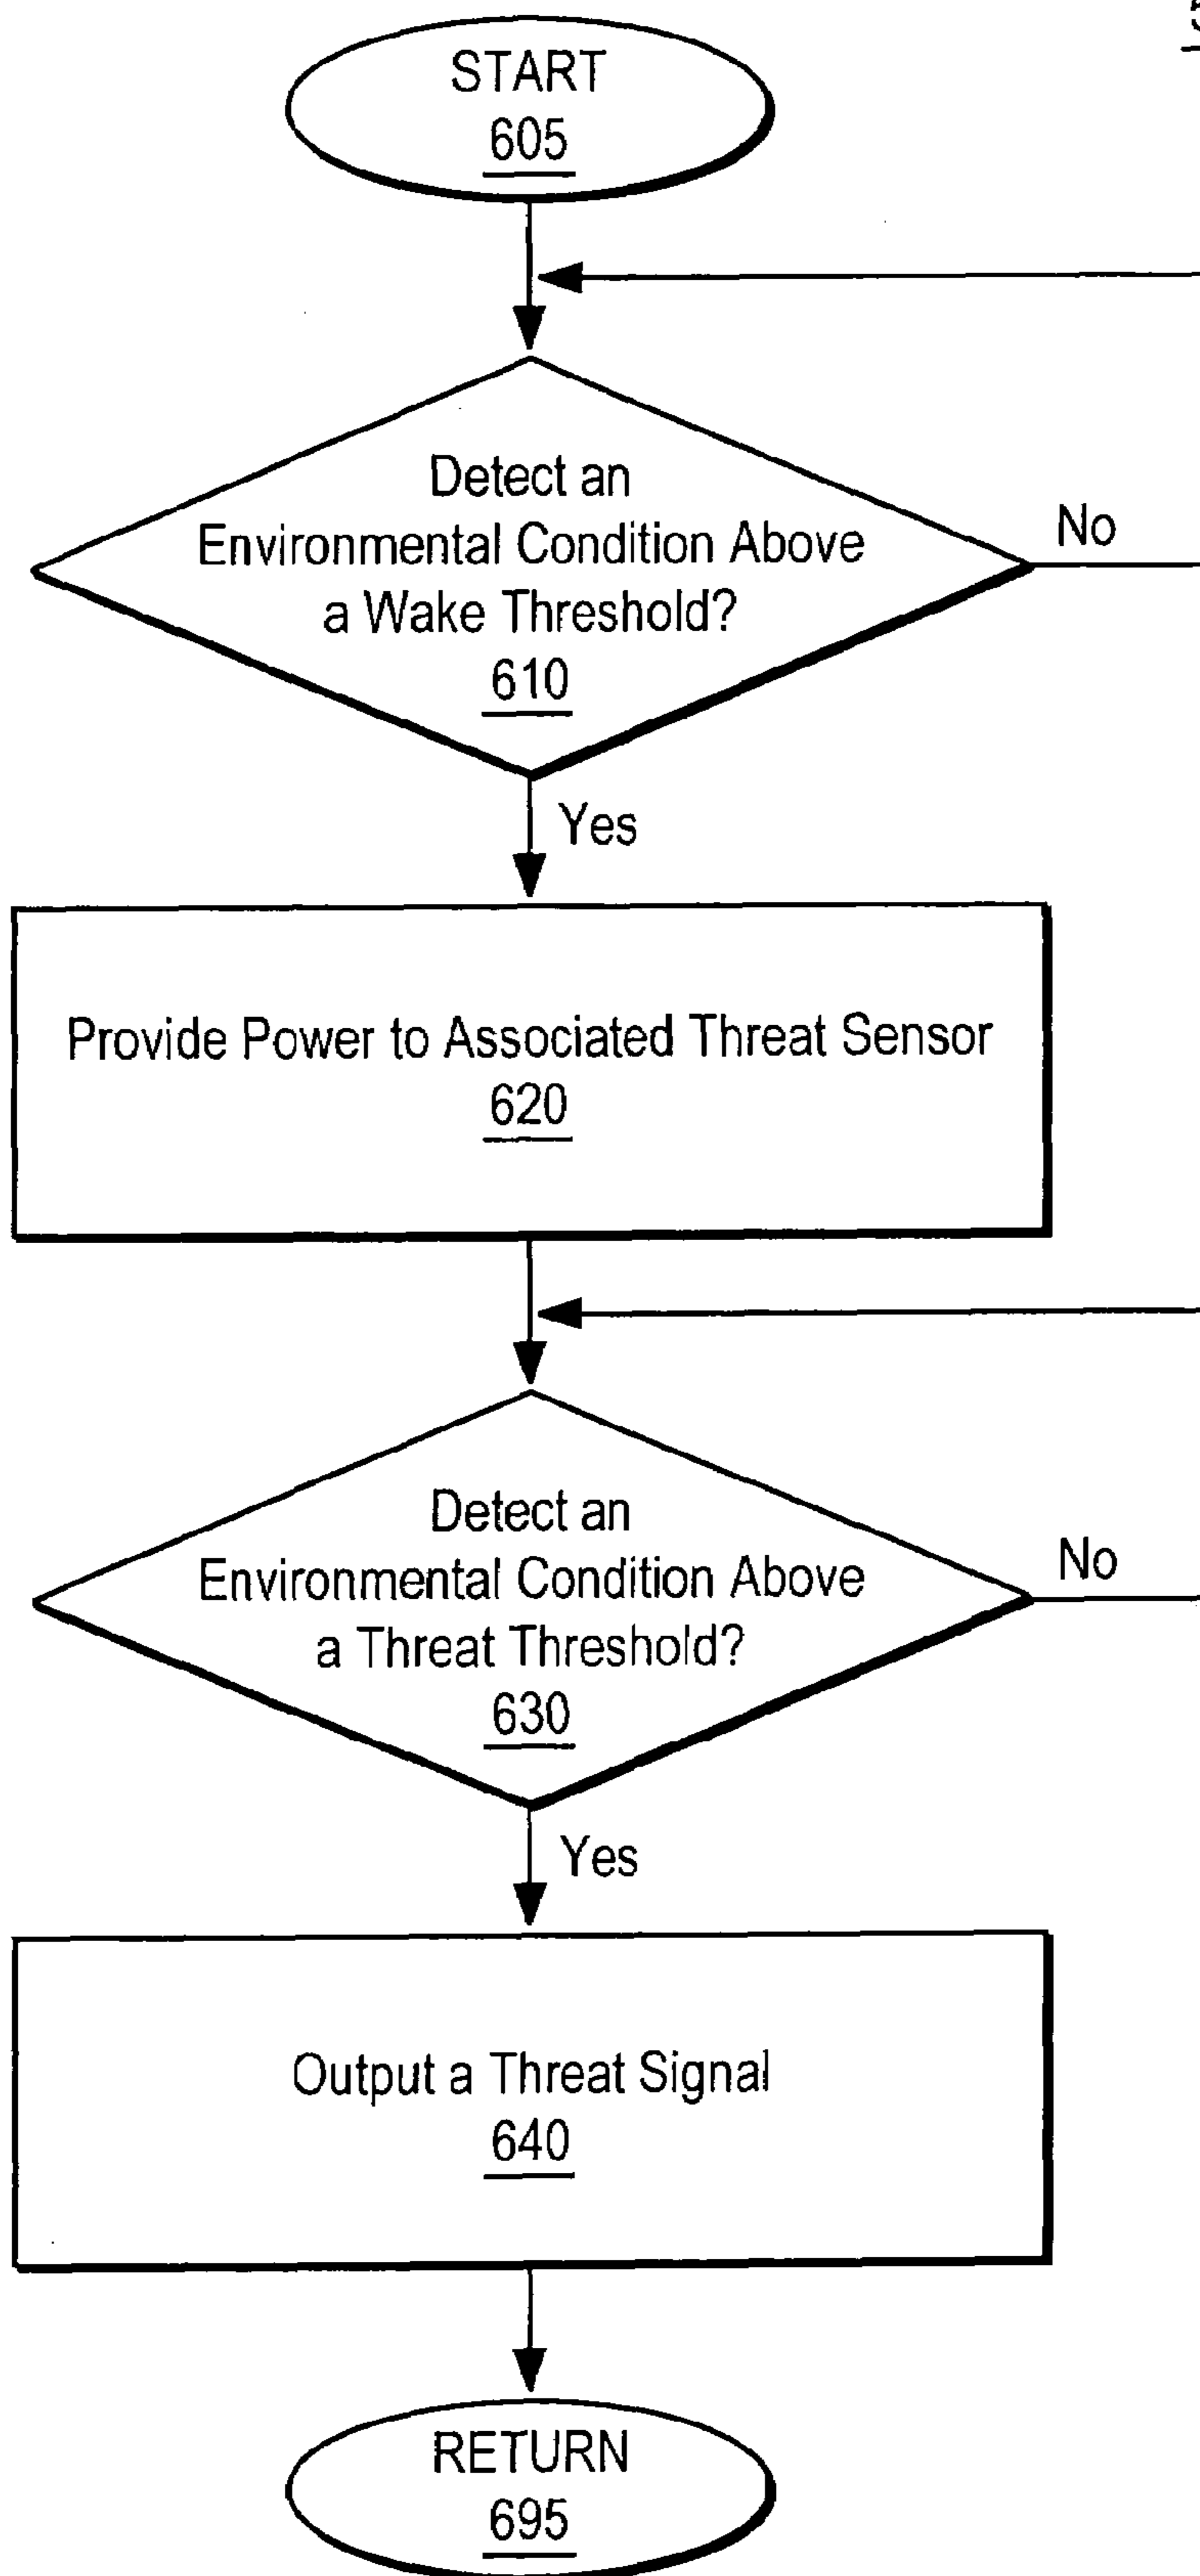 START
605
Detect an
Environmental Condition Above
a Wake Threshold?
610
No
Yes
Provide Power to Associated Threat Sensor
620
Detect an
Environmental Condition Above
a Threat Threshold?
630
No
Yes
Output a Threat Signal
640
RETURN
695